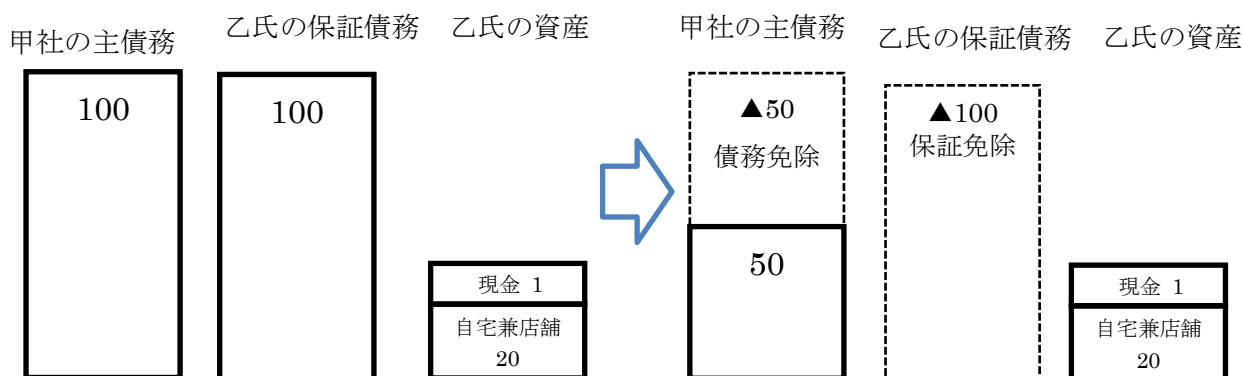 甲社の主債務
乙氏の保証債務
乙氏の資産
100
100
現金 1
自宅兼店舗
20
甲社の主債務
乙氏の保証債務
乙氏の資産
▲50
債務免除
50
▲100
保証免除
現金 1
自宅兼店舗
20